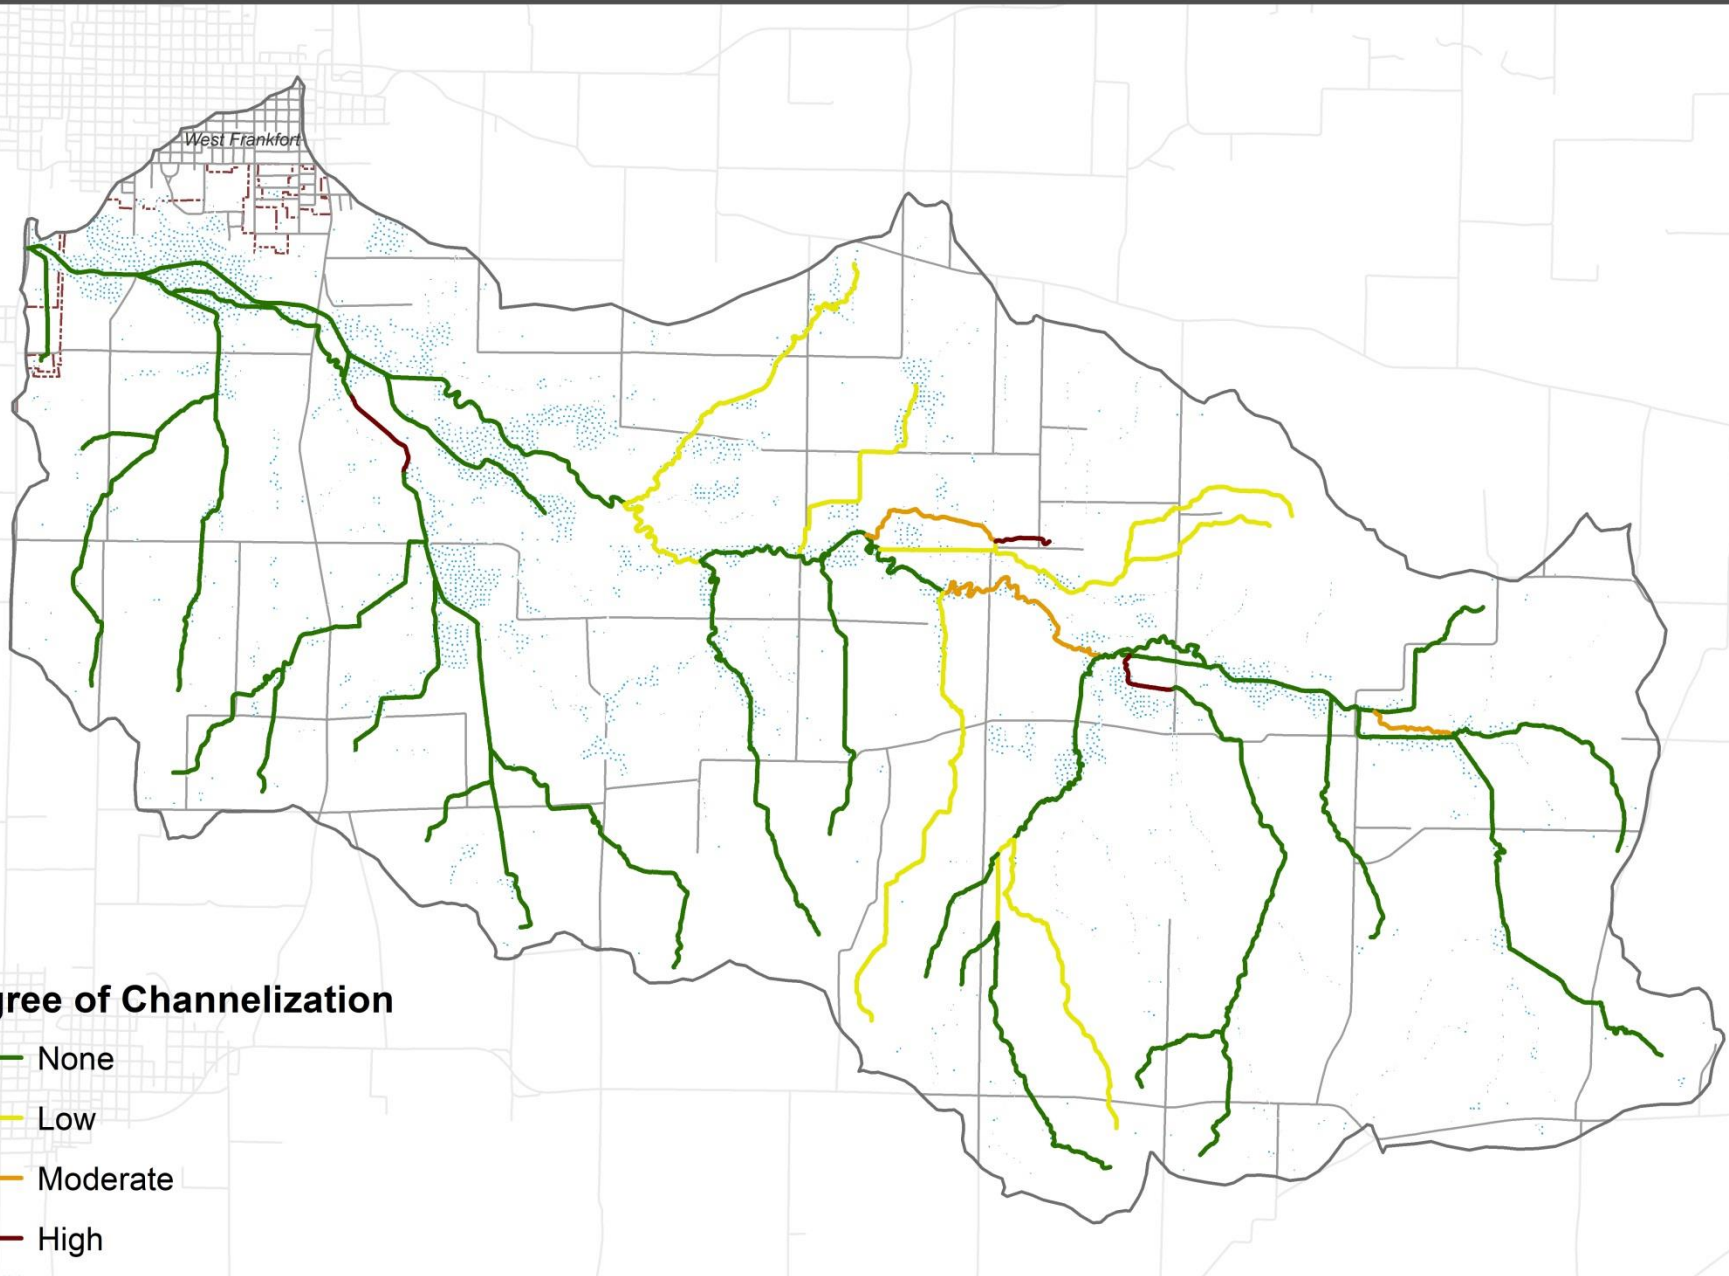 West Frankfort
gree of Channelization
None
Low
Moderate
High